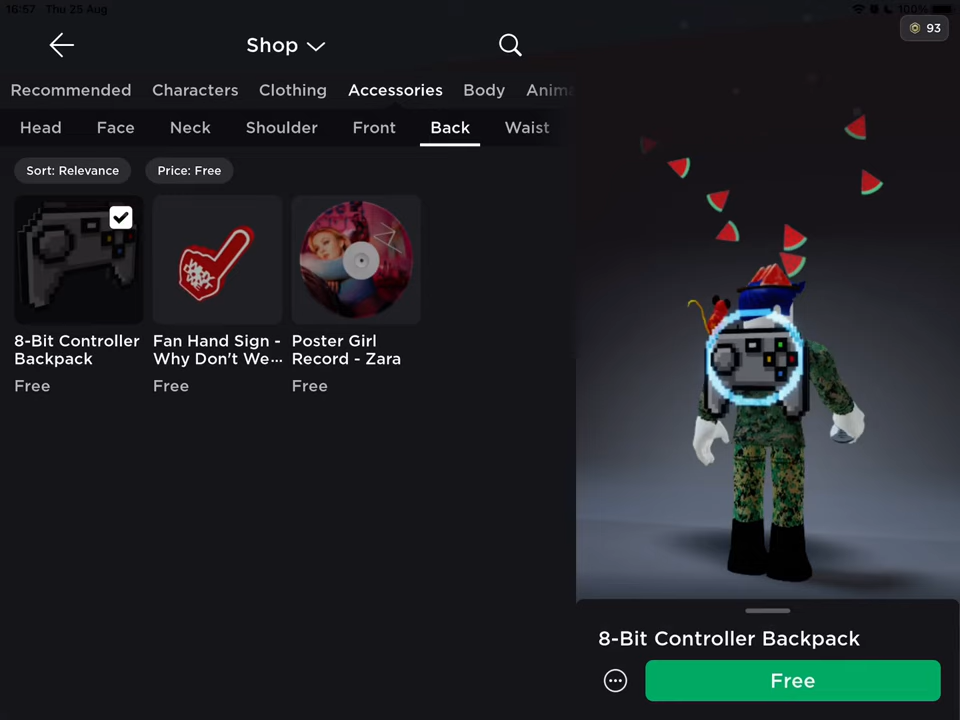 16:57 Thu 25 Aug
100%
93
Shop
Recommended Characters Clothing Accessories Body Anima
Head Face Neck Shoulder Front Back Waist
Sort: Relevance Price: Free
8-Bit Controller
Backpack
Free
Fan Hand Sign -
Why Don't We...
Free
Poster Girl
Record - Zara
Free
8-Bit Controller Backpack
Free